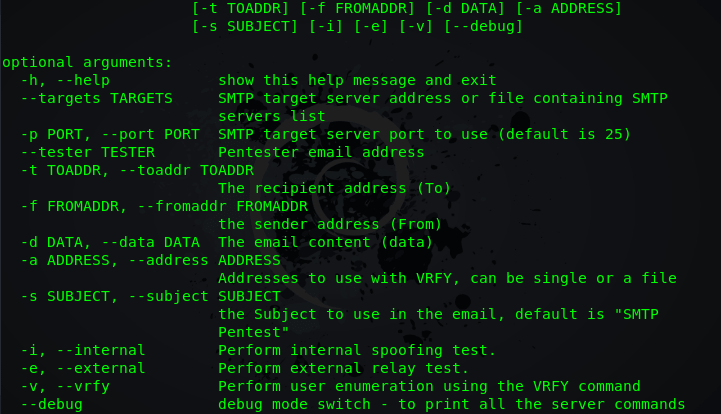 [-t TOADDR] [-f FROMADDR] [-d DATA] [-a ADDRESS]
[-s SUBJECT] [-i] [-e] [-v] [--debug]
optional arguments:
-h, --help show this help message and exit
--targets TARGETS SMTP target server address or file containing SMTP
servers list
-p PORT, --port PORT SMTP target server port to use (default is 25)
--tester TESTER Pentester email address
-t TOADDR, --toaddr TOADDR
The recipient address (To)
-f FROMADDR, --fromaddr FROMADDR
the sender address (From)
-d DATA, --data DATA The email content (data)
-a ADDRESS, --address ADDRESS
Addresses to use with VRFY, can be single or a file
-s SUBJECT, --subject SUBJECT
the Subject to use in the email, default is "SMTP
Pentest"
-i, --internal Perform internal spoofing test.
-e, --external Perform external relay test.
-v, --vrfy Perform user enumeration using the VRFY command
--debug debug mode switch - to print all the server commands